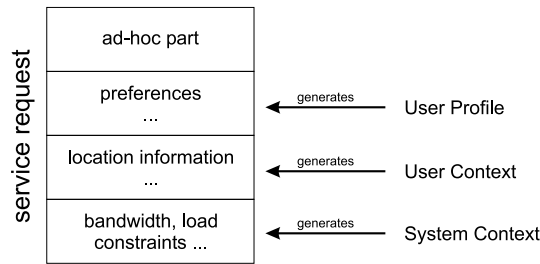 service request
ad-hoc part
preferences
...
generates
User Profile
location information
...
generates
User Context
bandwidth, load
constraints ...
generates
System Context